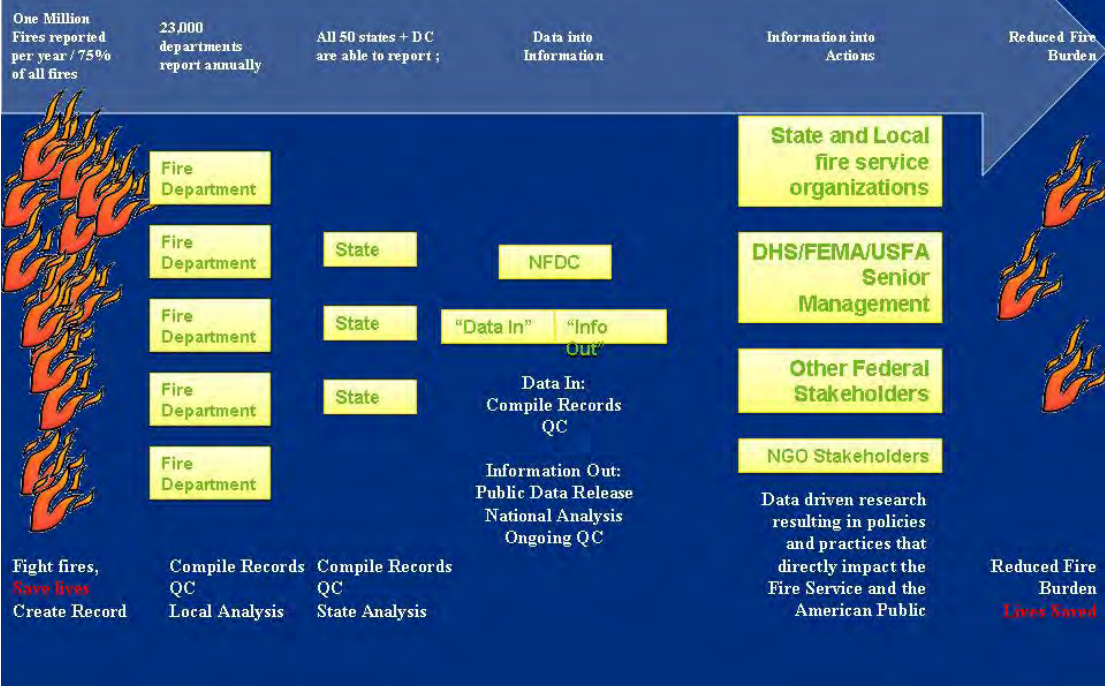 One Million
Fires reported
per year / 75%
of all fires
23,000
departments
report annually
All 50 states + DC
are able to report ;
Data into
Information
Information into
Actions
Reduced Fire
Burden
Fire
Department
Fire
Department
Fire
Department
Fire
Department
Fire
Department
State
State
State
NFDC
“Data In”
“Info
Out”
Data In:
Compile Records
QC
Information Out:
Public Data Release
National Analysis
Ongoing QC
State and Local
fire service
organizations
DHS/FEMA/USFA
Senior
Management
Other Federal
Stakeholders
NGO Stakeholders
Data driven research
resulting in policies
and practices that
directly impact the
Fire Service and the
American Public
Fight fires,
Save lives
Create Record
Compile Records
QC
Local Analysis
Compile Records
QC
State Analysis
Reduced Fire
Burden
Lives Saved